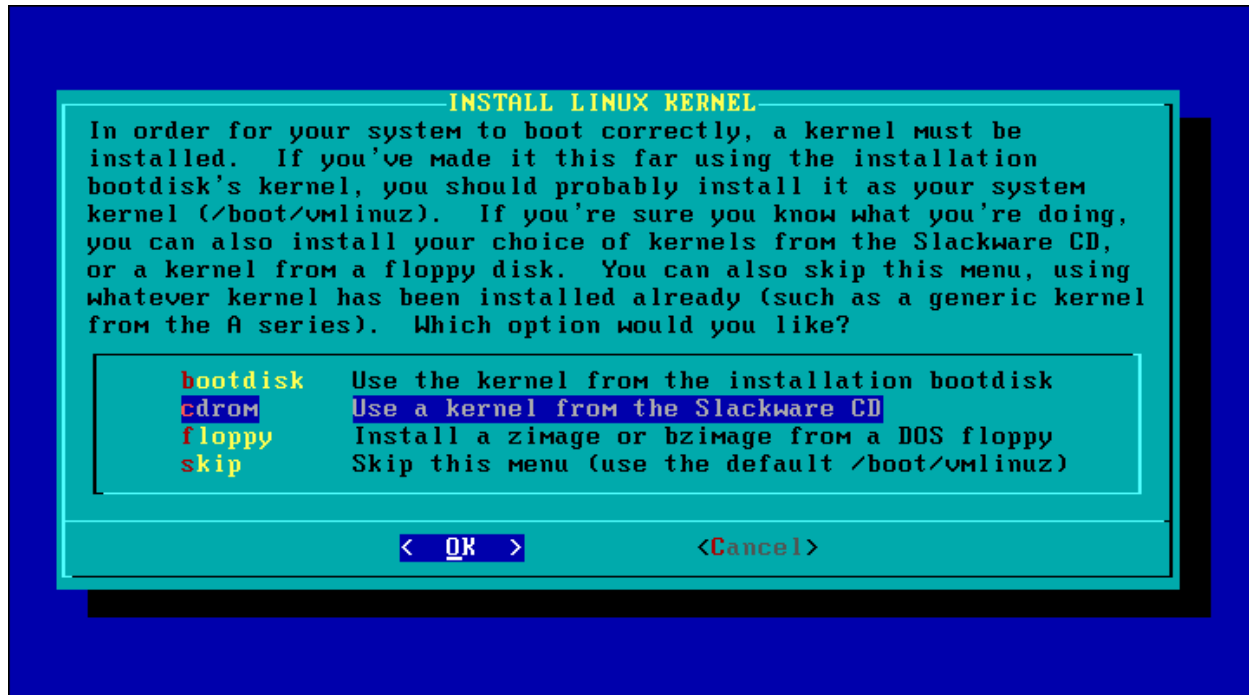 INSTALL LINUX KERNEL
In order for your system to boot correctly, a kernel must be
installed.  If you've made it this far using the installation
bootdisk's kernel, you should probably install it as your system
kernel (/boot/vmlinuz).  If you're sure you know what you're doing,
you can also install your choice of kernels from the Slackware CD,
or a kernel from a floppy disk.  You can also skip this menu, using
whatever kernel has been installed already (such as a generic kernel
from the A series).  Which option would you like?
bootdisk   Use the kernel from the installation bootdisk
cdrom   Use a kernel from the Slackware CD
floppy   Install a zimage or bzimage from a DOS floppy
skip   Skip this menu (use the default /boot/vmlinuz)
<  OK  >   <Cancel>